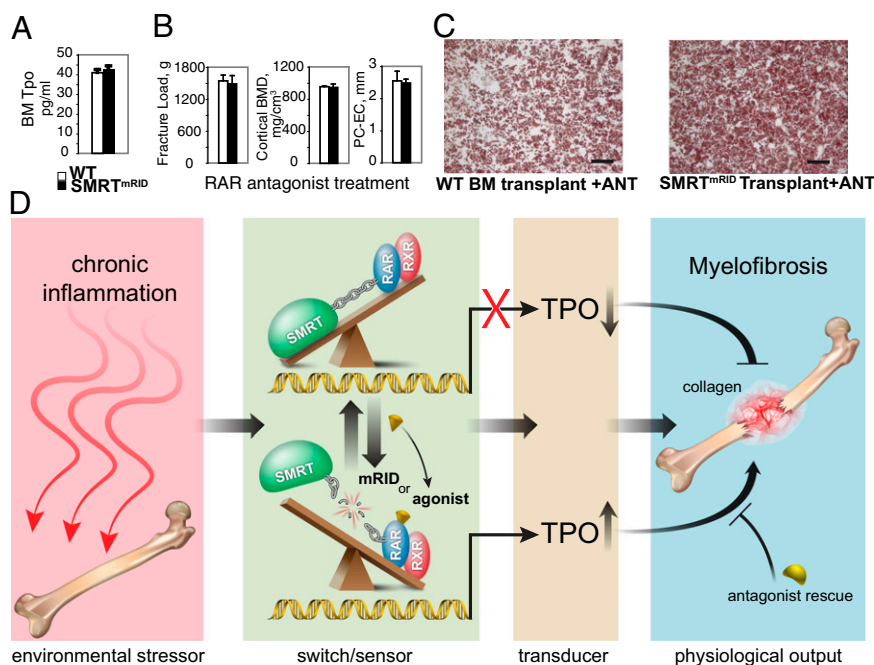 A
BM Tpo
pg/ml
50
40
30
20
10
0
WT
SMRTmRID
B
Fracture Load, g
1800
1200
600
0
Cortical BMD,
mg/cm3
1200
800
400
0
PC-EC, mm
3
2
1
0
RAR antagonist treatment
C
WT BM transplant +ANT
SMRTmRID Transplant+ANT
D
chronic
inflammation
environmental stressor
SMRT
RAR
RXR
SMRT
mRID or
agonist
RAR
RXR
switch/sensor
X
TPO
TPO
transducer
Myelofibrosis
collagen
antagonist rescue
physiological output